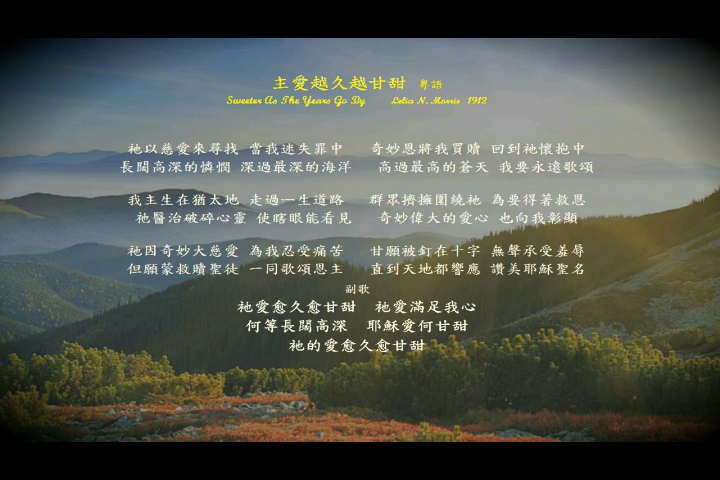 主愛越久越甘甜 粵語
Sweeter As The Years Go By Lelia N. Morris 1912
祂以慈愛來尋找 當我迷失罪中 奇妙恩將我買贖 回到祂懷抱中
長闊高深的憐憫 深過最深的海洋 高過最高的蒼天 我要永遠歌頌
我主生在猶太地 走過一生道路 群眾擠擁圍繞祂 為要得著救恩
祂醫治破碎心靈 使瞎眼能看見 奇妙偉大的愛心 也向我彰顯
祂因奇妙大慈愛 為我忍受痛苦 甘願被釘在十字 無聲承受羞辱
但願蒙救贖聖徒 一同歌頌恩主 直到天地都響應 讚美耶穌聖名
副歌
祂愛愈久愈甘甜 祂愛滿足我心
何等長闊高深 耶穌愛何甘甜
祂的愛愈久愈甘甜